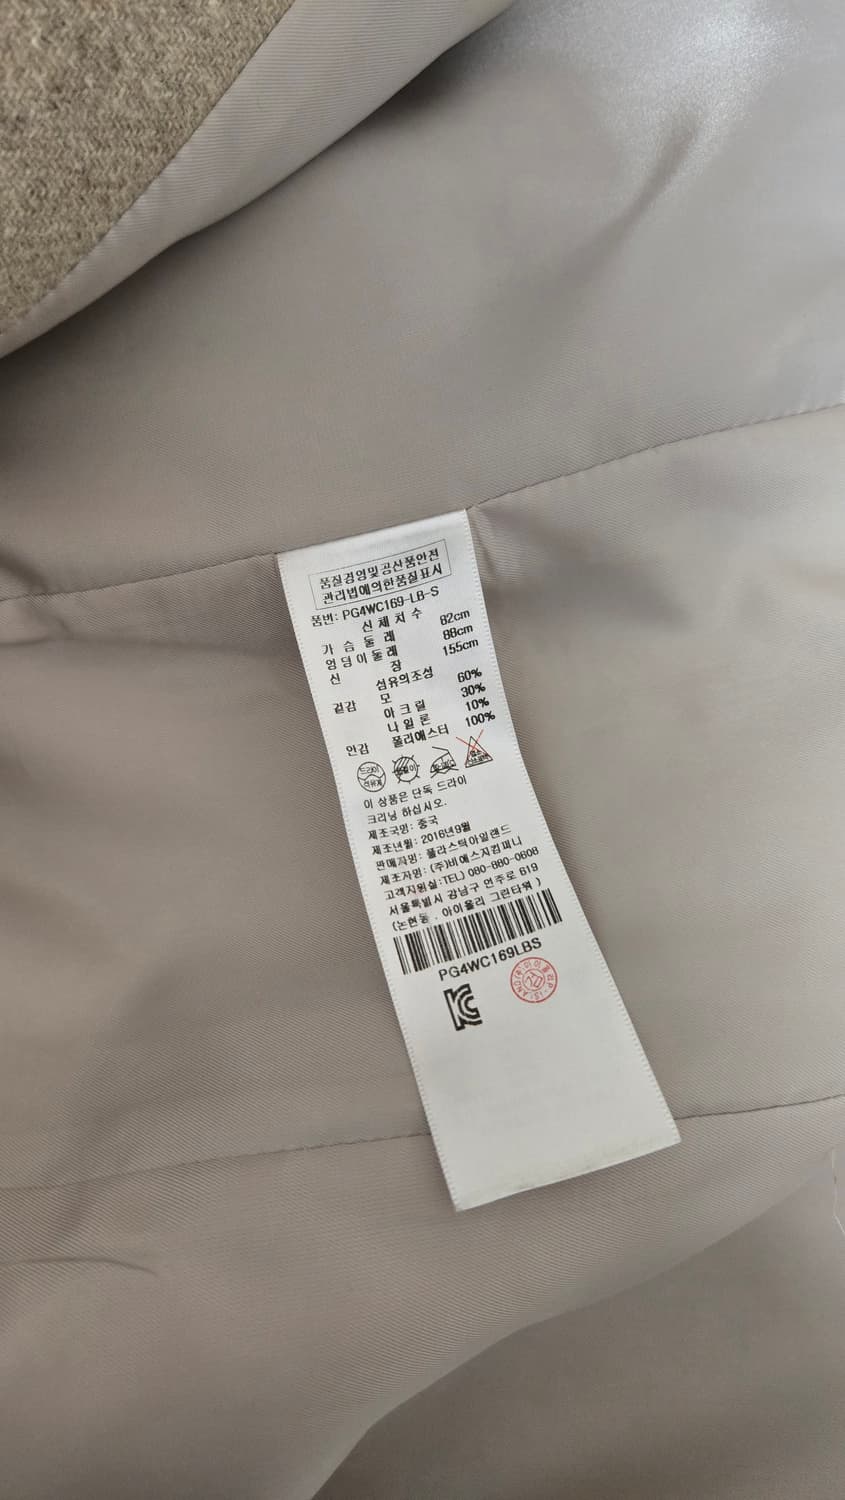 품질경영및공산품안전
관리법에의한품질표시
품번: PG4WC169-LB-S
신 체 치 수
가 슴 둘 레 82cm
엉 덩 이 둘 레 88cm
신 장 155cm
섬유의조성
겉감 모 60%
아 크 릴 30%
나 일 론 10%
안감 폴리에스터 100%
드라이
석유계
이 상품은 단독 드라이
크리닝 하십시오.
제조국명: 중국
제조년월: 2016년9월
판매자명: 플라스틱아일랜드
제조자명: (주)비에스지컴퍼니
고객지원실:TEL) 080-880-0608
서울특별시 강남구 언주로 619
(논현동 . 아이올리 그린타워 )
PG4WC169LBS
KC